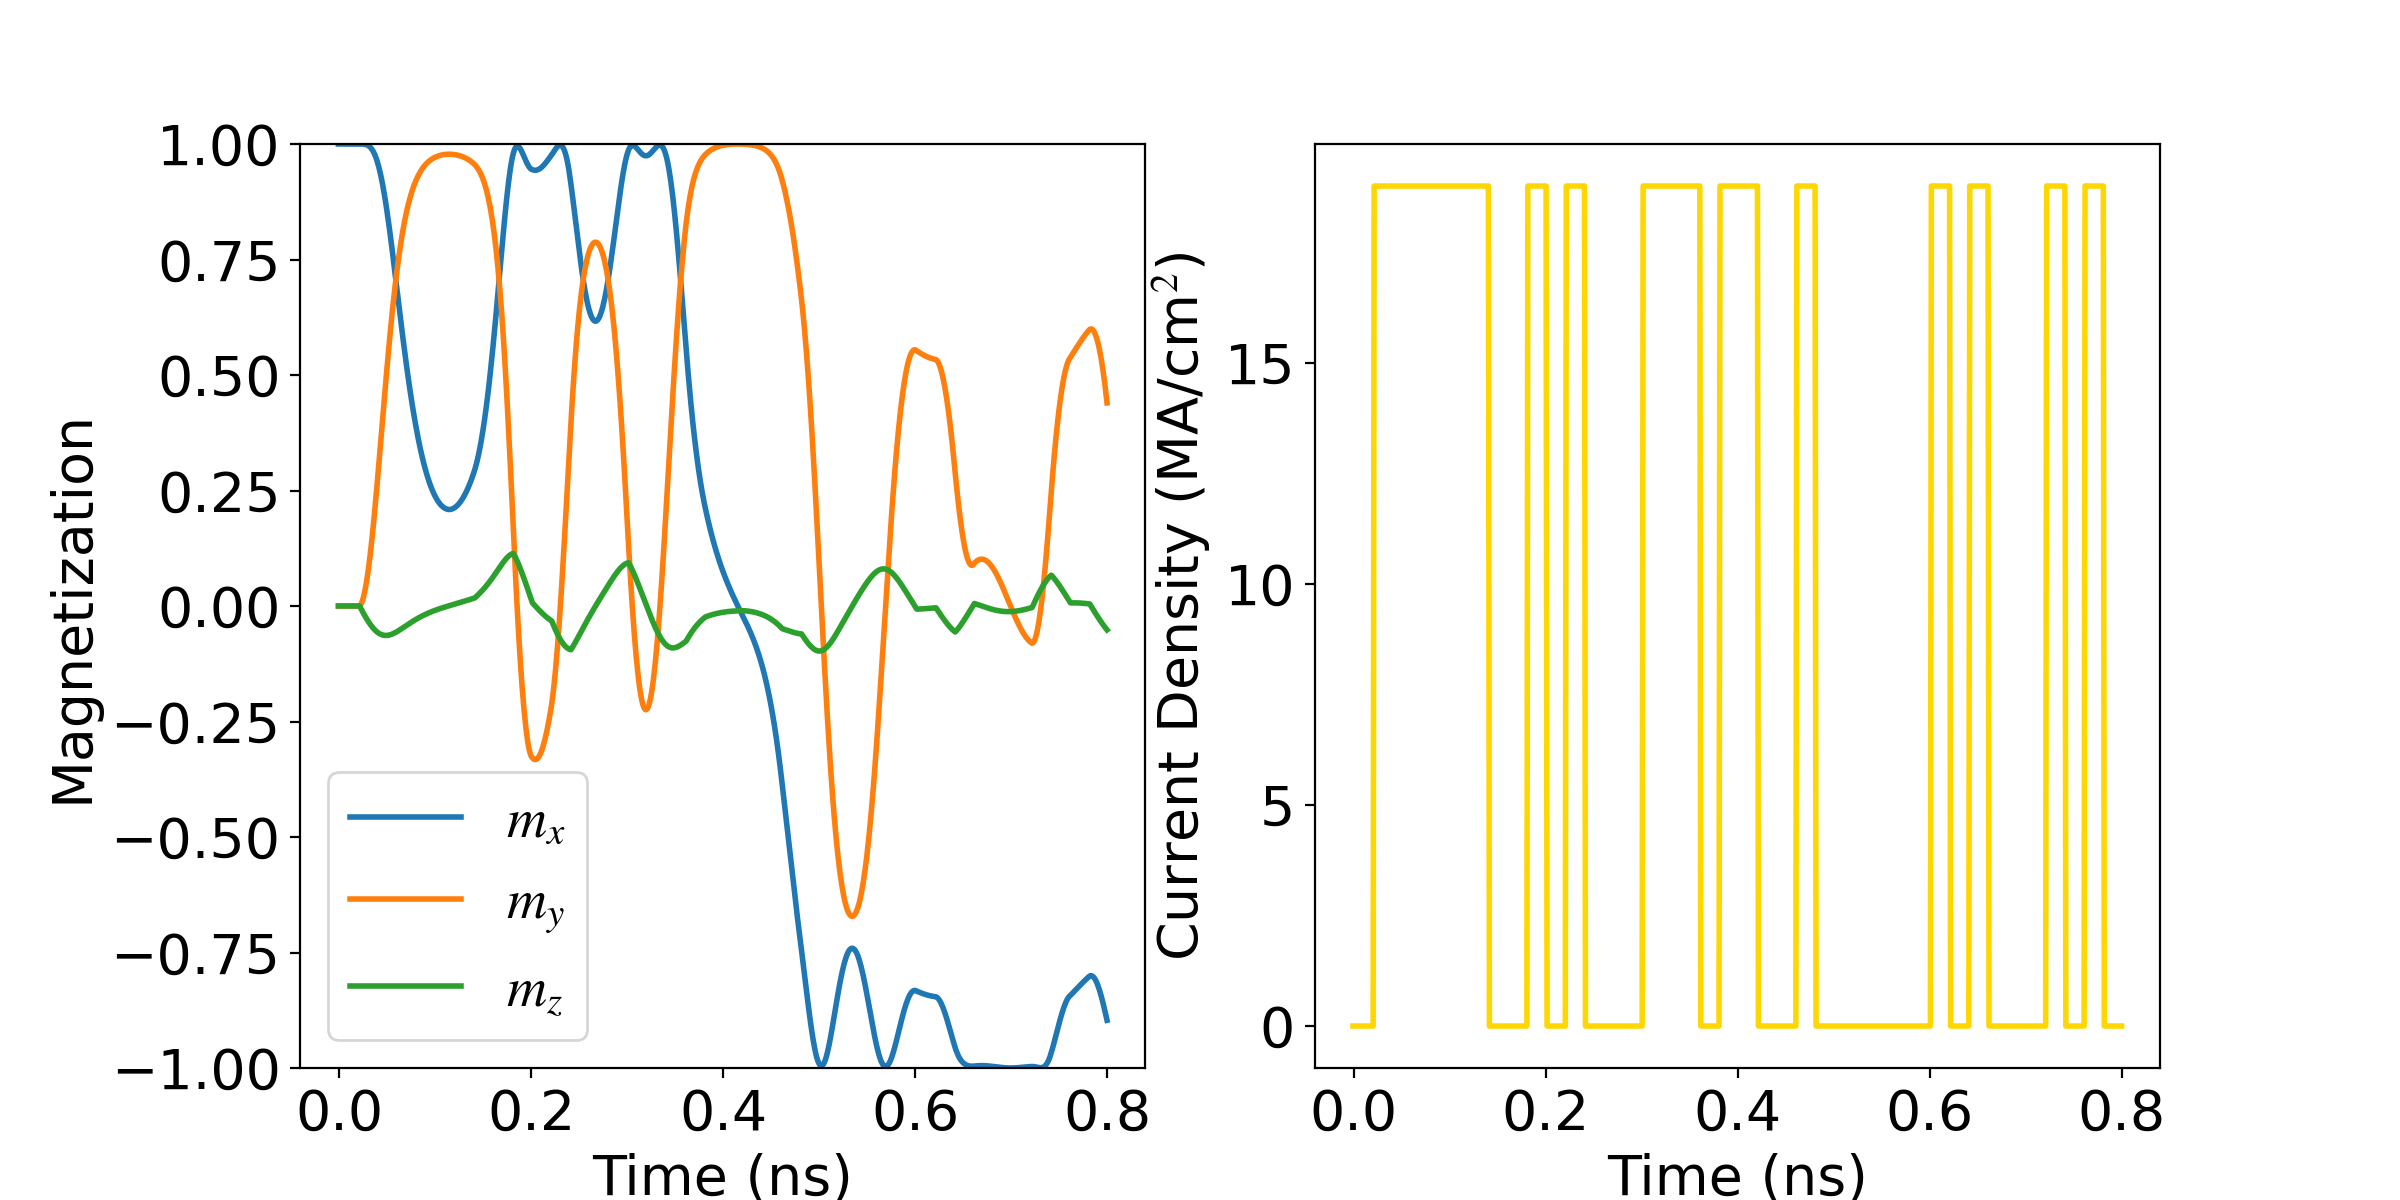 Magnetization
1.00
0.75
0.50
0.25
0.00
−0.25
−0.50
−0.75
−1.00
m_x
m_y
m_z
0.0 0.2 0.4 0.6 0.8
Time (ns)
Current Density (MA/cm²)
15
10
5
0
0.0 0.2 0.4 0.6 0.8
Time (ns)